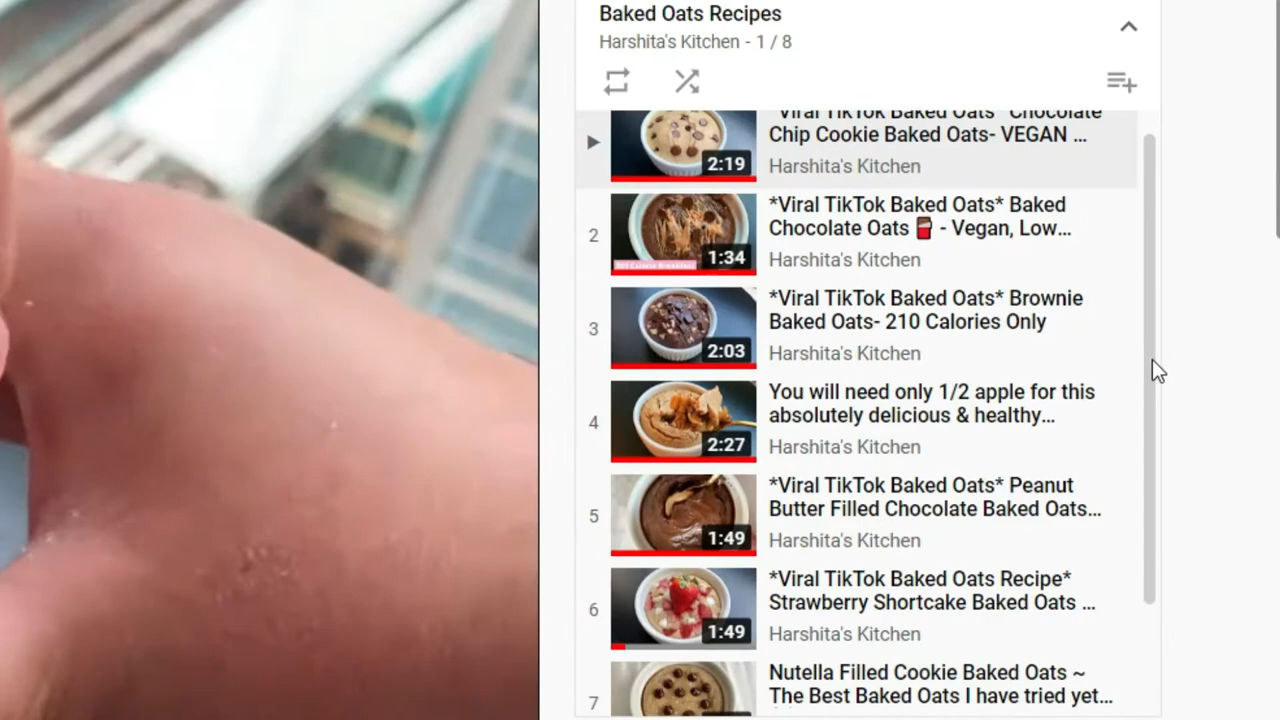 Baked Oats Recipes
Harshita's Kitchen - 1 / 8
*Viral TikTok Baked Oats* Chocolate
Chip Cookie Baked Oats- VEGAN ...
Harshita's Kitchen
2:19
2
*Viral TikTok Baked Oats* Baked
Chocolate Oats 🍫 - Vegan, Low...
Harshita's Kitchen
1:34
3
*Viral TikTok Baked Oats* Brownie
Baked Oats- 210 Calories Only
Harshita's Kitchen
2:03
4
You will need only 1/2 apple for this
absolutely delicious & healthy...
Harshita's Kitchen
2:27
5
*Viral TikTok Baked Oats* Peanut
Butter Filled Chocolate Baked Oats...
Harshita's Kitchen
1:49
6
*Viral TikTok Baked Oats Recipe*
Strawberry Shortcake Baked Oats ...
Harshita's Kitchen
1:49
7
Nutella Filled Cookie Baked Oats ~
The Best Baked Oats I have tried yet...